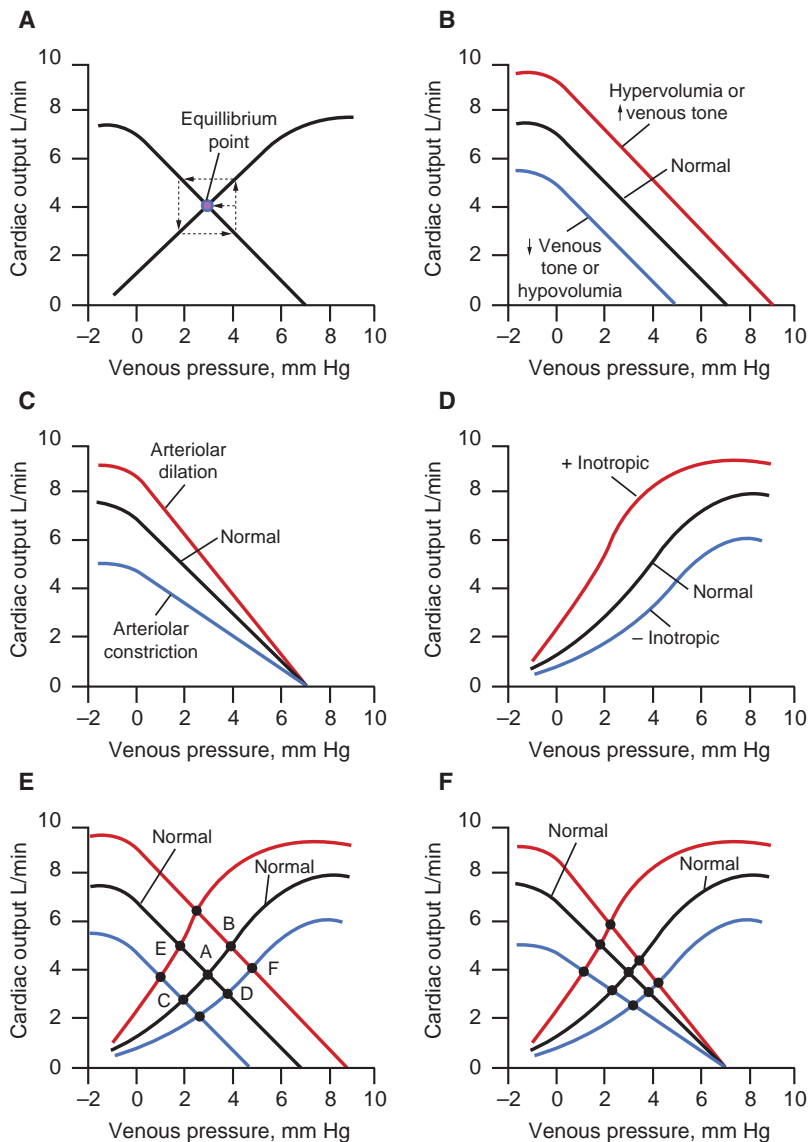 A
Cardiac output L/min
10
8
6
4
2
0
Equillibrium
point
–2 0 2 4 6 8 10
Venous pressure, mm Hg
B
Cardiac output L/min
10
8
6
4
2
0
Hypervolumia or
↑ venous tone
Normal
↓ Venous
tone or
hypovolumia
–2 0 2 4 6 8 10
Venous pressure, mm Hg
C
Cardiac output L/min
10
8
6
4
2
0
Arteriolar
dilation
Normal
Arteriolar
constriction
–2 0 2 4 6 8 10
Venous pressure, mm Hg
D
Cardiac output L/min
10
8
6
4
2
0
+ Inotropic
Normal
– Inotropic
–2 0 2 4 6 8 10
Venous pressure, mm Hg
E
Cardiac output L/min
10
8
6
4
2
0
Normal
Normal
E A B
C D F
–2 0 2 4 6 8 10
Venous pressure, mm Hg
F
Cardiac output L/min
10
8
6
4
2
0
Normal
Normal
–2 0 2 4 6 8 10
Venous pressure, mm Hg